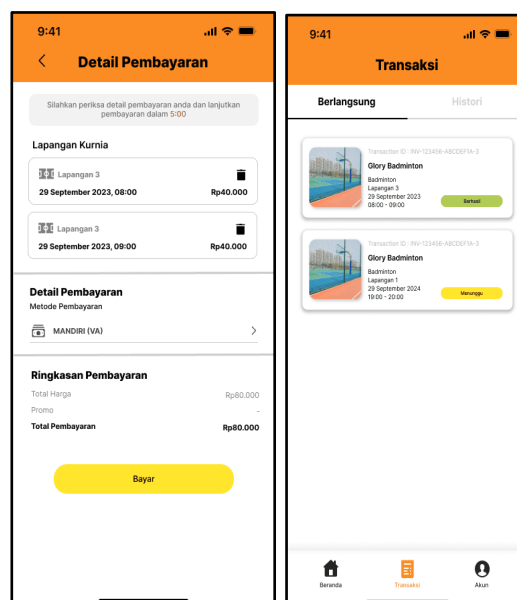 9:41
Detail Pembayaran
Silahkan periksa detail pembayaran anda dan lanjutkan
pembayaran dalam 5:00
Lapangan Kurnia
Lapangan 3
29 September 2023, 08:00 Rp40.000
Lapangan 3
29 September 2023, 09:00 Rp40.000
Detail Pembayaran
Metode Pembayaran
MANDIRI (VA)
Ringkasan Pembayaran
Total Harga Rp80.000
Promo -
Total Pembayaran Rp80.000
Bayar
9:41
Transaksi
Berlangsung Histori
Transaction ID : INV-123456-ABCDEF1A-3
Glory Badminton
Badminton
Lapangan 3
29 September 2023
08:00 - 09:00 Berhasil
Transaction ID : INV-123456-ABCDEF1A-3
Glory Badminton
Badminton
Lapangan 1
29 September 2024
19:00 - 20:00 Menunggu
Beranda Transaksi Akun